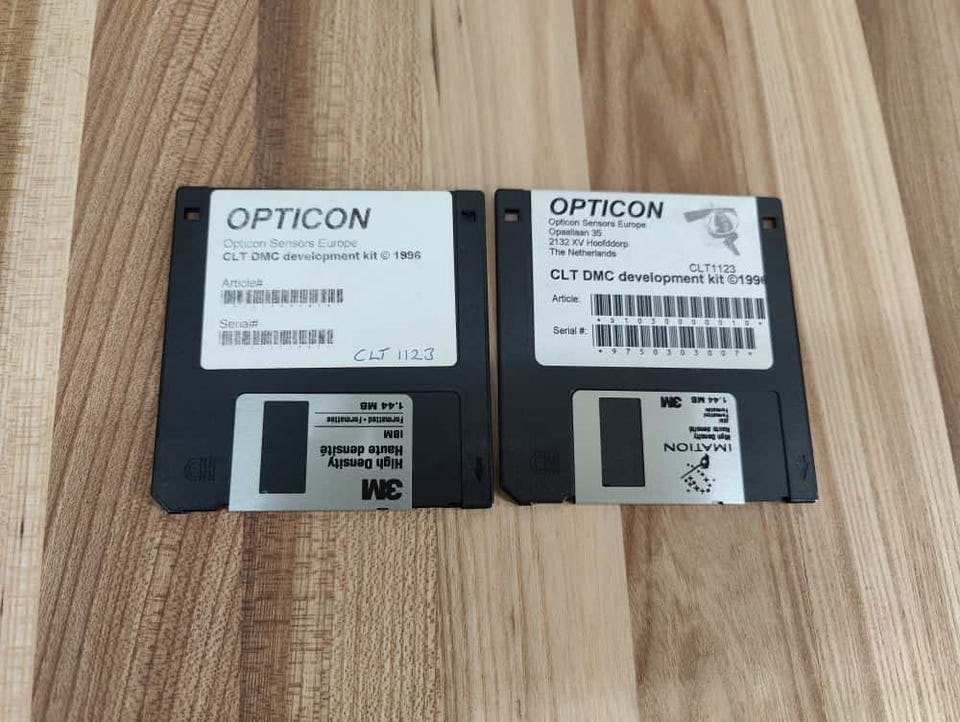 OPTICON
Opticon Sensors Europe
CLT DMC development kit © 1996
Article#
Serial#
CLT 1123
1.44 MB
Formatted • Formattee
IBM
High Density
Haute densité
3M
OPTICON
Opticon Sensors Europe
Opaallaan 35
2132 XV Hoofddorp
The Netherlands
CLT1123
CLT DMC development kit ©1996
Article:
Serial #:
*9750303007*
3M 1.44 MB
Formatted
High Density
Haute densité
IMATION